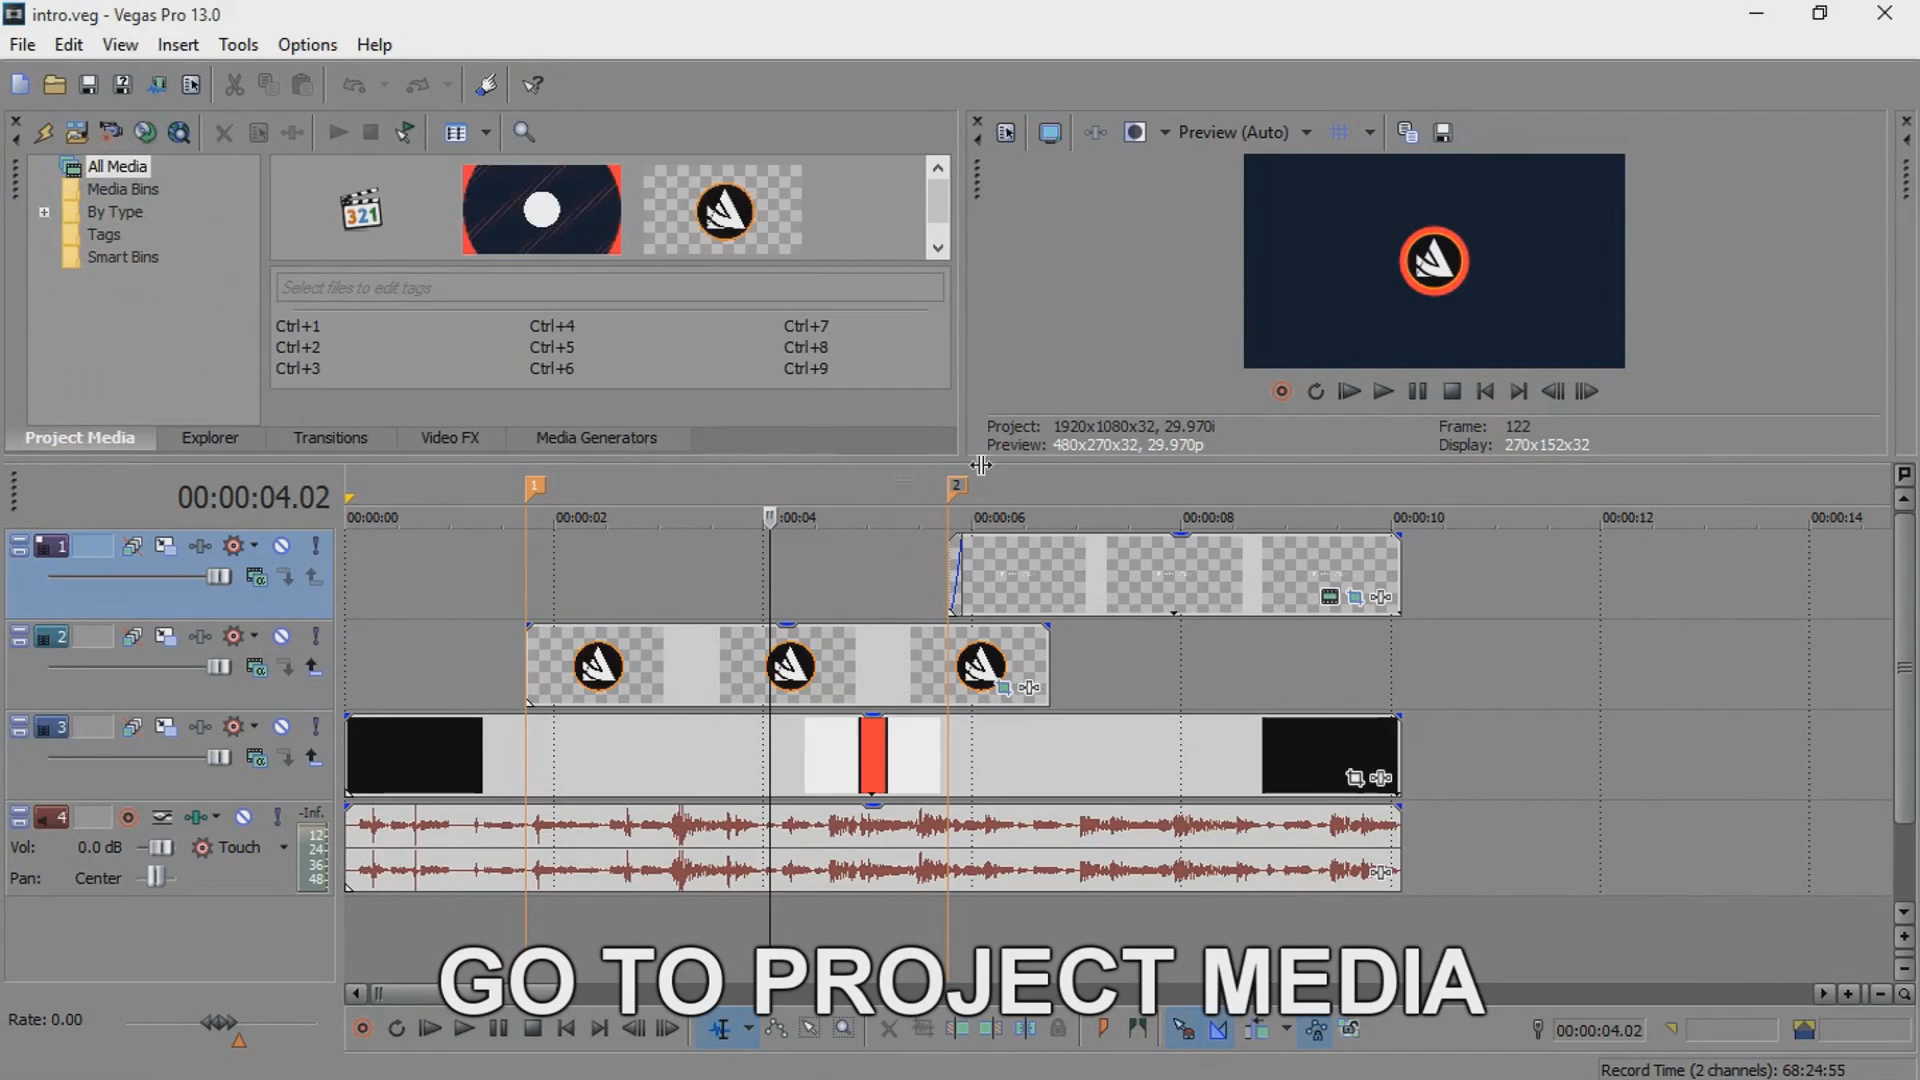 intro.veg - Vegas Pro 13.0
File Edit View Insert Tools Options Help
Preview (Auto)
All Media
Media Bins
By Type
Tags
Smart Bins
321
Select files to edit tags
Ctrl+1 Ctrl+4 Ctrl+7
Ctrl+2 Ctrl+5 Ctrl+8
Ctrl+3 Ctrl+6 Ctrl+9
Project Media Explorer Transitions Video FX Media Generators
Project: 1920x1080x32, 29.970i Frame: 122
Preview: 480x270x32, 29.970p Display: 270x152x32
00:00:04.02
1 2
00:00:00 00:00:02 :00:04 00:00:06 00:00:08 00:00:10 00:00:12 00:00:14
1
2
3
4
-Inf.
12
24
36
48
Vol: 0.0 dB Touch
Pan: Center
GO TO PROJECT MEDIA
Rate: 0.00
00:00:04.02
Record Time (2 channels): 68:24:55